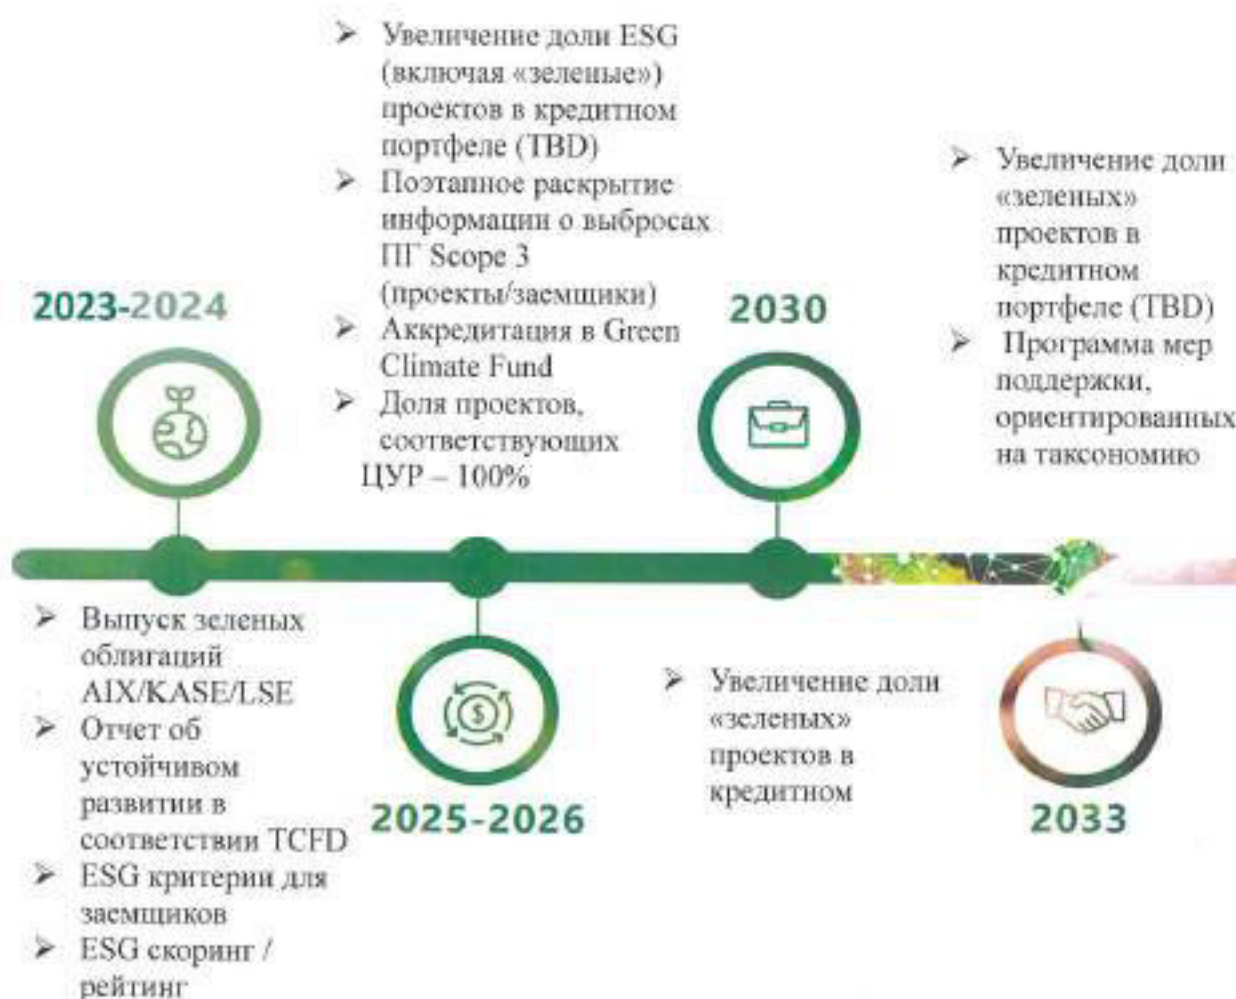 2023-2024
➢ Выпуск зеленых
облигаций
AIX/KASE/LSE
➢ Отчет об
устойчивом
развитии в
соответствии TCFD
➢ ESG критерии для
заемщиков
➢ ESG скоринг /
рейтинг
➢ Увеличение доли ESG
(включая «зеленые»)
проектов в кредитном
портфеле (TBD)
➢ Поэтапное раскрытие
информации о выбросах
ПГ Scope 3
(проекты/заемщики)
➢ Аккредитация в Green
Climate Fund
➢ Доля проектов,
соответствующих
ЦУР – 100%
$
2025-2026
2030
➢ Увеличение доли
«зеленых»
проектов в
кредитном
➢ Увеличение доли
«зеленых»
проектов в
кредитном
портфеле (TBD)
➢ Программа мер
поддержки,
ориентированных
на таксономию
2033